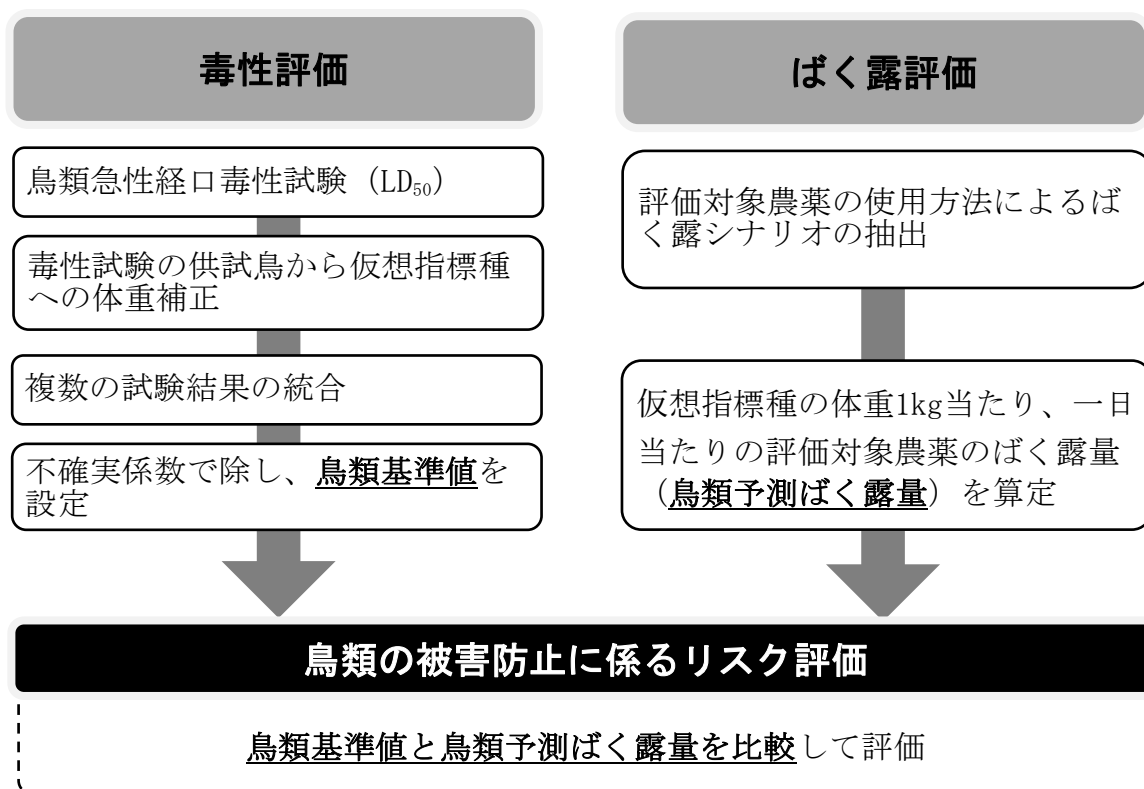 毒性評価
鳥類急性経口毒性試験（LD50）
毒性試験の供試鳥から仮想指標種
への体重補正
複数の試験結果の統合
不確実係数で除し、鳥類基準値を
設定
ばく露評価
評価対象農薬の使用方法によるば
く露シナリオの抽出
仮想指標種の体重1kg当たり、一日
当たりの評価対象農薬のばく露量
（鳥類予測ばく露量）を算定
鳥類の被害防止に係るリスク評価
鳥類基準値と鳥類予測ばく露量を比較して評価